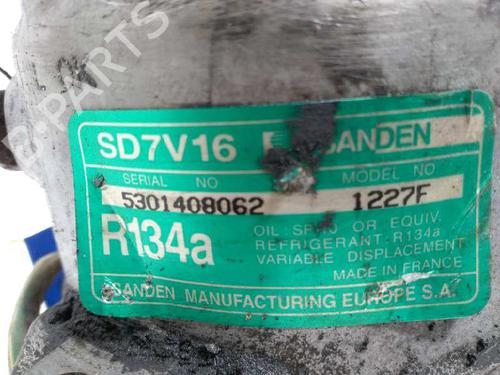 SD7V16 SANDEN
SERIAL NO MODEL NO
5301408062 1227F
R134a
OIL: SP10 OR EQUIV.
REFRIGERANT: R134a
VARIABLE DISPLACEMENT
MADE IN FRANCE
SANDEN MANUFACTURING EUROPE S.A.
B-PARTS